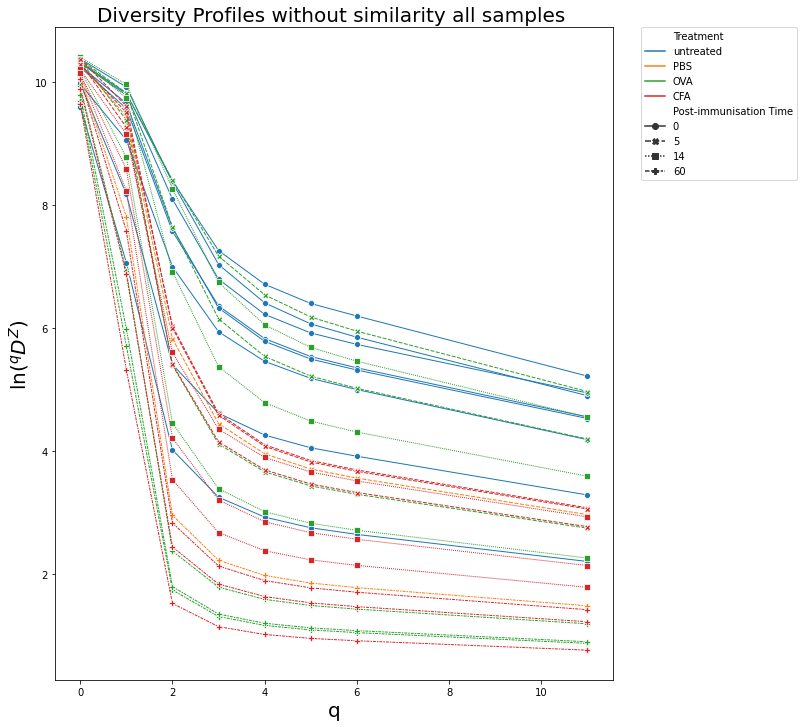 Diversity Profiles without similarity all samples
Treatment
untreated
PBS
OVA
CFA
Post-immunisation Time
0
5
14
60
10
8
6
4
2
ln(^qD^Z)
0
2
4
6
8
10
q